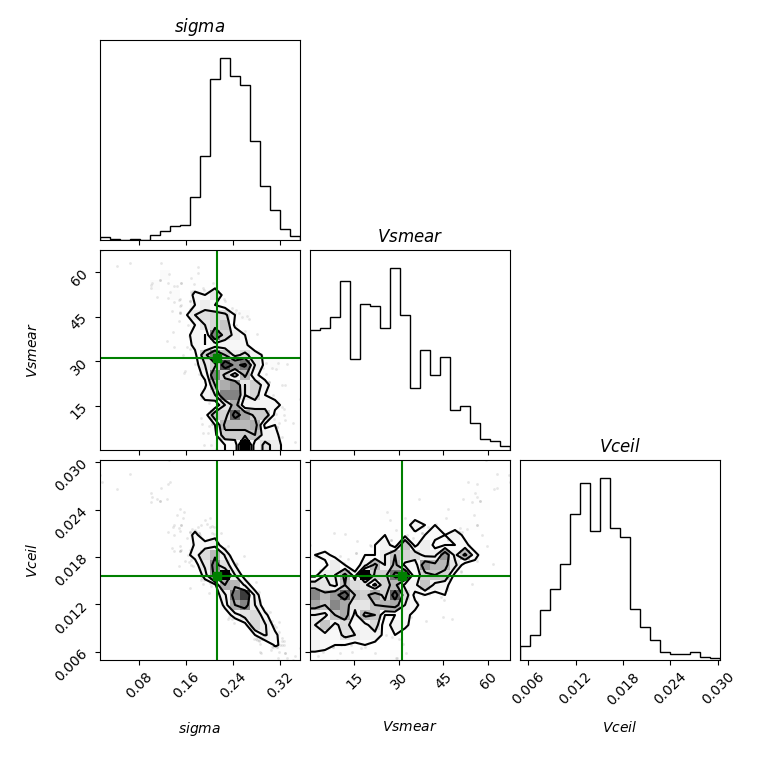 sigma
Vsmear
Vsmear
60
45
30
15
Vceil
Vceil
0.030
0.024
0.018
0.012
0.006
0.08 0.16 0.24 0.32
15 30 45 60
0.006 0.012 0.018 0.024 0.030
sigma Vsmear Vceil